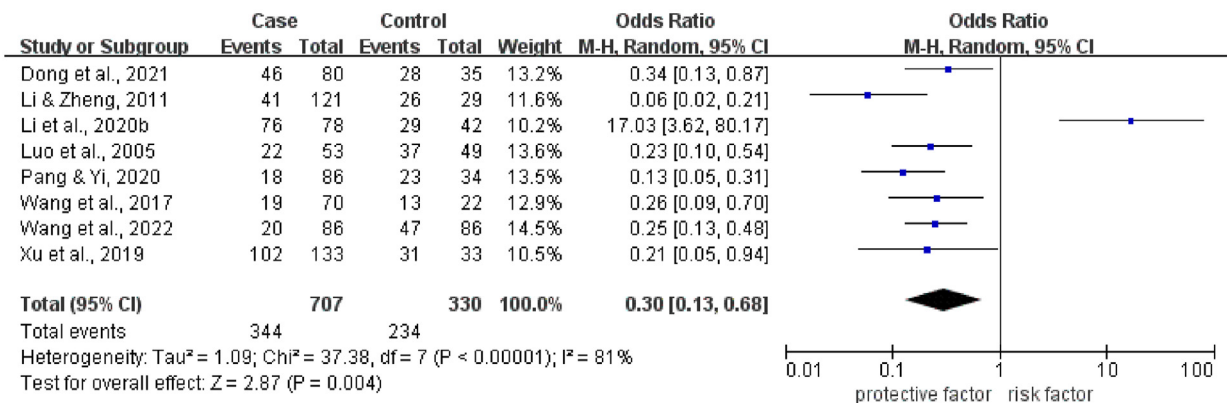 Case Control Odds Ratio Odds Ratio
Study or Subgroup Events Total Events Total Weight M-H, Random, 95% CI M-H, Random, 95% CI
Dong et al., 2021 46 80 28 35 13.2% 0.34 [0.13, 0.87]
Li & Zheng, 2011 41 121 26 29 11.6% 0.06 [0.02, 0.21]
Li et al., 2020b 76 78 29 42 10.2% 17.03 [3.62, 80.17]
Luo et al., 2005 22 53 37 49 13.6% 0.23 [0.10, 0.54]
Pang & Yi, 2020 18 86 23 34 13.5% 0.13 [0.05, 0.31]
Wang et al., 2017 19 70 13 22 12.9% 0.26 [0.09, 0.70]
Wang et al., 2022 20 86 47 86 14.5% 0.25 [0.13, 0.48]
Xu et al., 2019 102 133 31 33 10.5% 0.21 [0.05, 0.94]
Total (95% CI) 707 330 100.0% 0.30 [0.13, 0.68]
Total events 344 234
Heterogeneity: Tau² = 1.09; Chi² = 37.38, df = 7 (P < 0.00001); I² = 81%
Test for overall effect: Z = 2.87 (P = 0.004)
0.01 0.1 1 10 100
protective factor risk factor